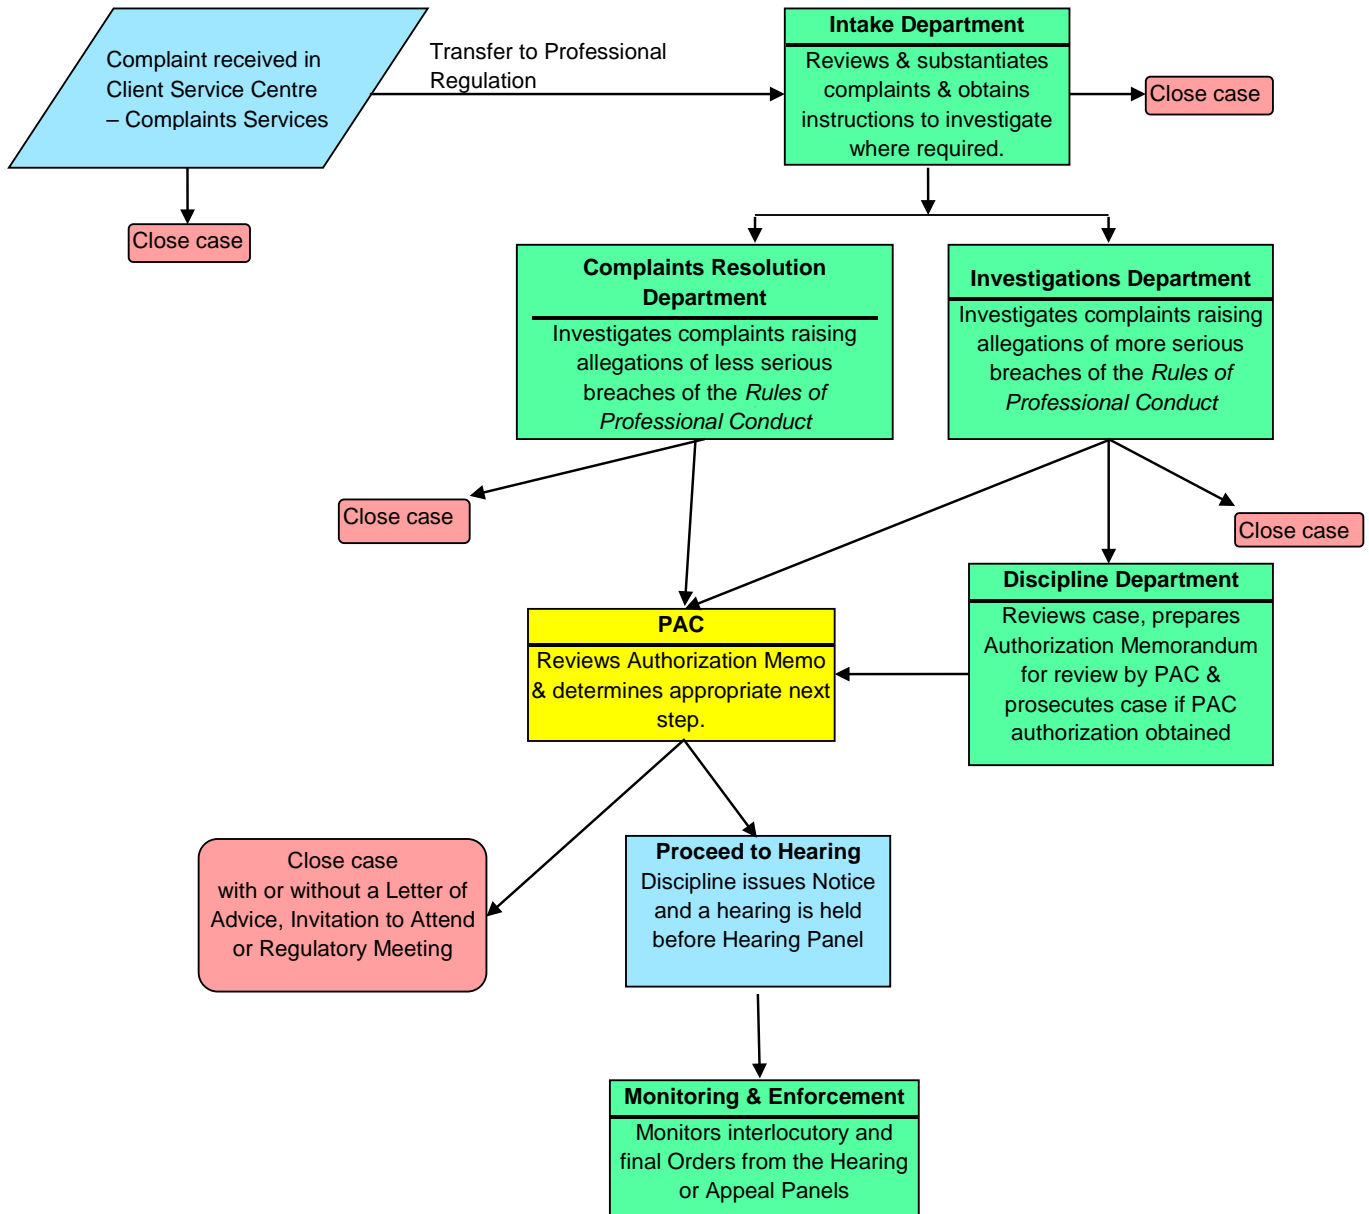 Complaint received in
Client Service Centre
– Complaints Services
Transfer to Professional
Regulation
Intake Department
Reviews & substantiates
complaints & obtains
instructions to investigate
where required.
Close case
Close case
Complaints Resolution
Department
Investigates complaints raising
allegations of less serious
breaches of the Rules of
Professional Conduct
Investigations Department
Investigates complaints raising
allegations of more serious
breaches of the Rules of
Professional Conduct
Close case
Close case
Discipline Department
Reviews case, prepares
Authorization Memorandum
for review by PAC &
prosecutes case if PAC
authorization obtained
PAC
Reviews Authorization Memo
& determines appropriate next
step.
Close case
with or without a Letter of
Advice, Invitation to Attend
or Regulatory Meeting
Proceed to Hearing
Discipline issues Notice
and a hearing is held
before Hearing Panel
Monitoring & Enforcement
Monitors interlocutory and
final Orders from the Hearing
or Appeal Panels